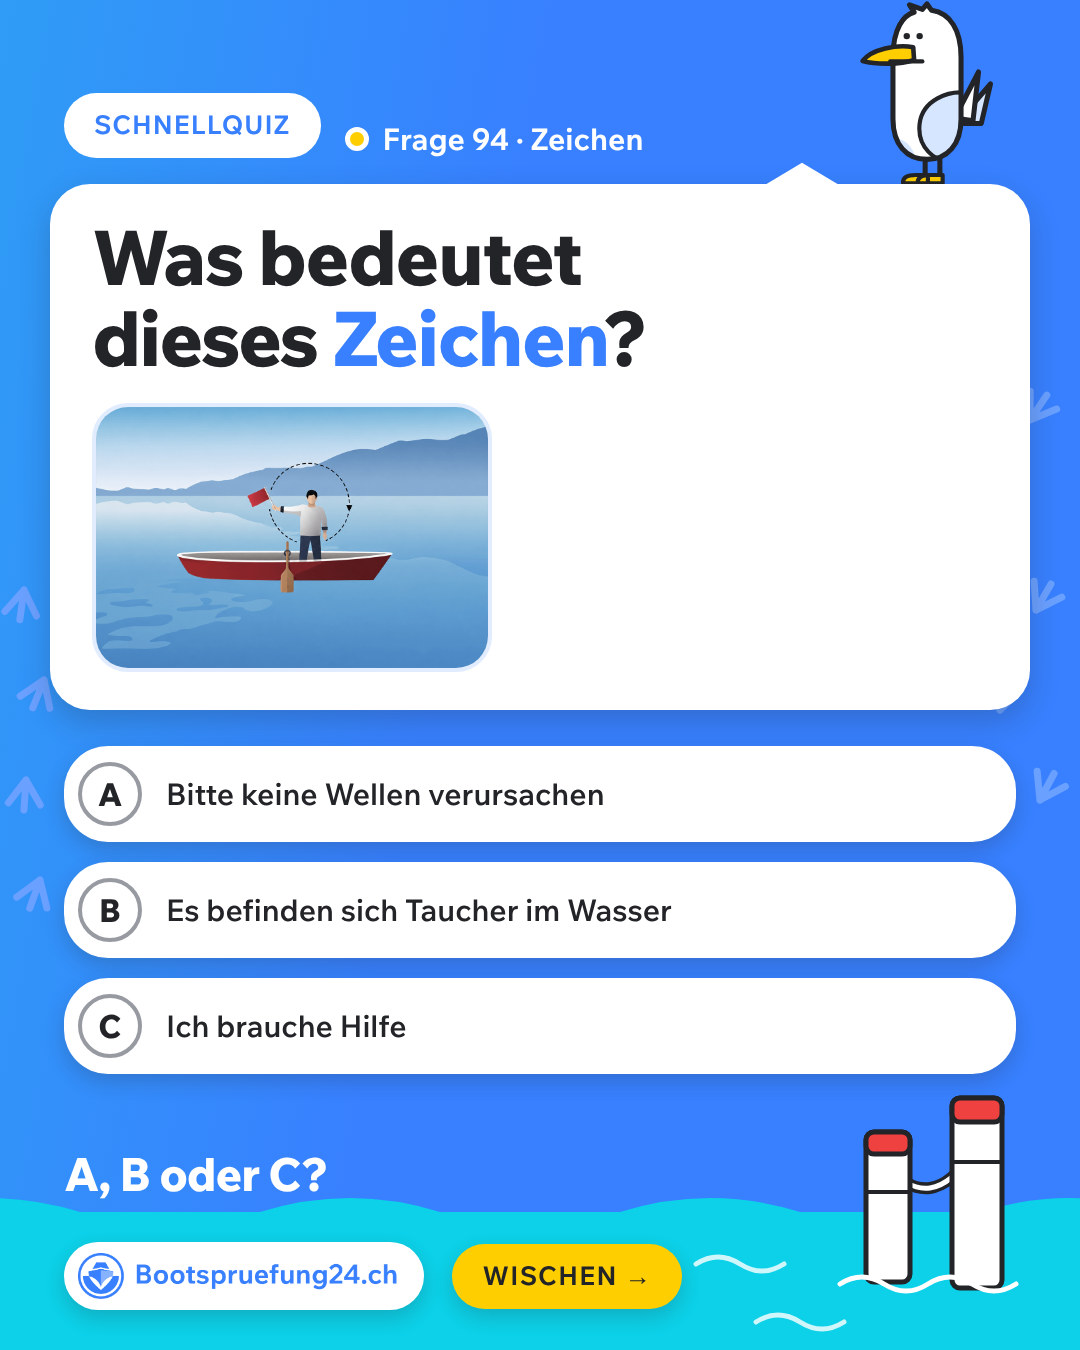 SCHNELLQUIZ
Frage 94 · Zeichen
Was bedeutet
dieses Zeichen?
A Bitte keine Wellen verursachen
B Es befinden sich Taucher im Wasser
C Ich brauche Hilfe
A, B oder C?
Bootspruefung24.ch
WISCHEN →